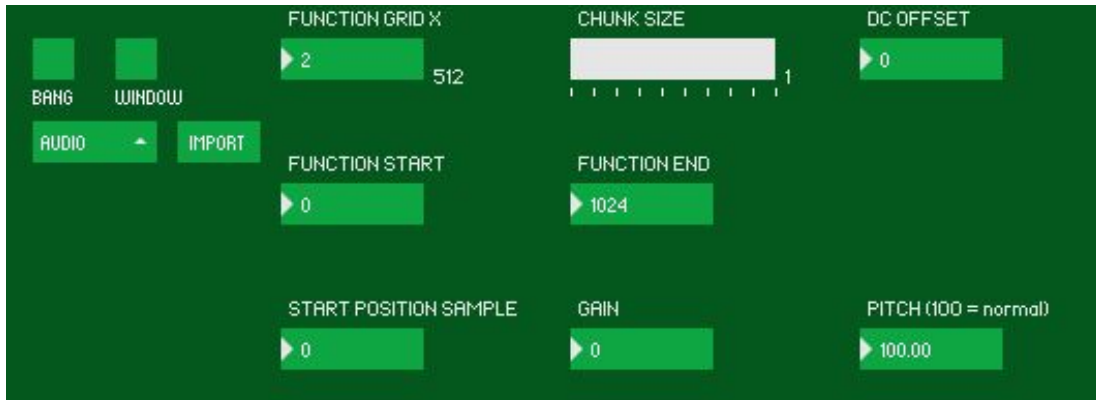 FUNCTION GRID X
CHUNK SIZE
DC OFFSET
2
512
1
0
BANG
WINDOW
AUDIO
IMPORT
FUNCTION START
FUNCTION END
0
1024
START POSITION SAMPLE
GAIN
PITCH (100 = normal)
0
0
100.00